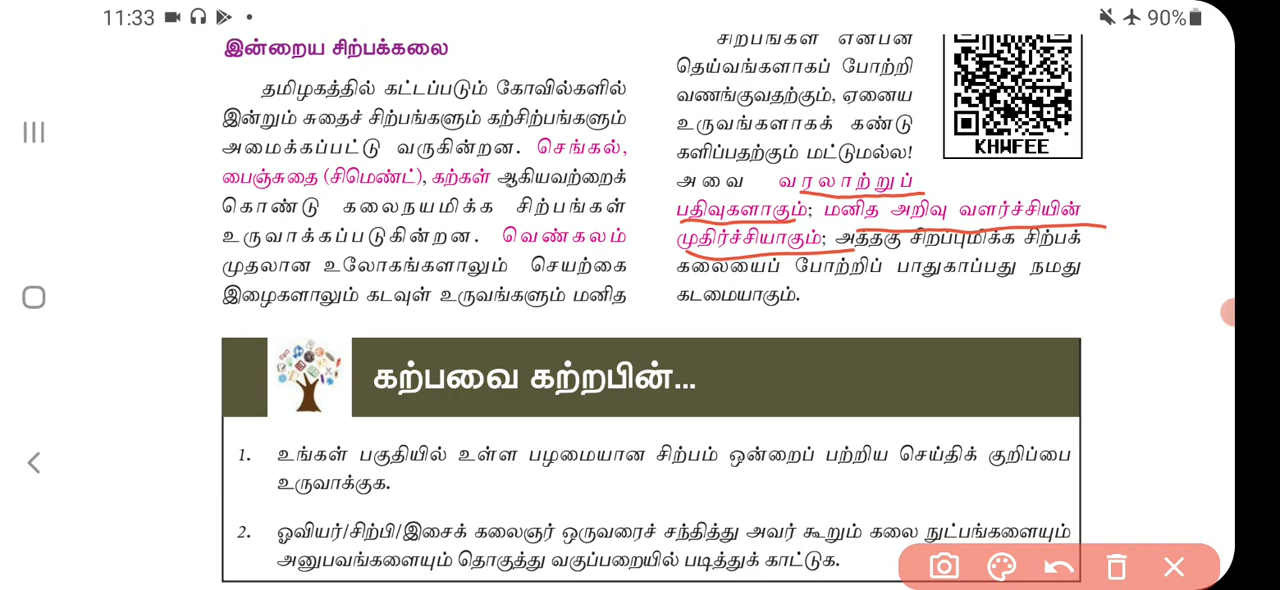 11:33
90%
இன்றைய சிற்பக்கலை
தமிழகத்தில் கட்டப்படும் கோவில்களில்
இன்றும் சுதைச் சிற்பங்களும் கற்சிற்பங்களும்
அமைக்கப்பட்டு வருகின்றன. செங்கல்,
பைஞ்சுதை (சிமெண்ட்), கற்கள் ஆகியவற்றைக்
கொண்டு கலைநயமிக்க சிற்பங்கள்
உருவாக்கப்படுகின்றன. வெண்கலம்
முதலான உலோகங்களாலும் செயற்கை
இழைகளாலும் கடவுள் உருவங்களும் மனித
சிற்பங்கள் என்பன
தெய்வங்களாகப் போற்றி
வணங்குவதற்கும், ஏனைய
உருவங்களாகக் கண்டு
களிப்பதற்கும் மட்டுமல்ல!
அவை வரலாற்றுப்
பதிவுகளாகும்; மனித அறிவு வளர்ச்சியின்
முதிர்ச்சியாகும்; அத்தகு சிறப்புமிக்க சிற்பக்
கலையைப் போற்றிப் பாதுகாப்பது நமது
கடமையாகும்.
KHWFEE
கற்பவை கற்றபின்...
1. உங்கள் பகுதியில் உள்ள பழமையான சிற்பம் ஒன்றைப் பற்றிய செய்திக் குறிப்பை
உருவாக்குக.
2. ஓவியர்/சிற்பி/இசைக் கலைஞர் ஒருவரைச் சந்தித்து அவர் கூறும் கலை நுட்பங்களையும்
அனுபவங்களையும் தொகுத்து வகுப்பறையில் படித்துக் காட்டுக.